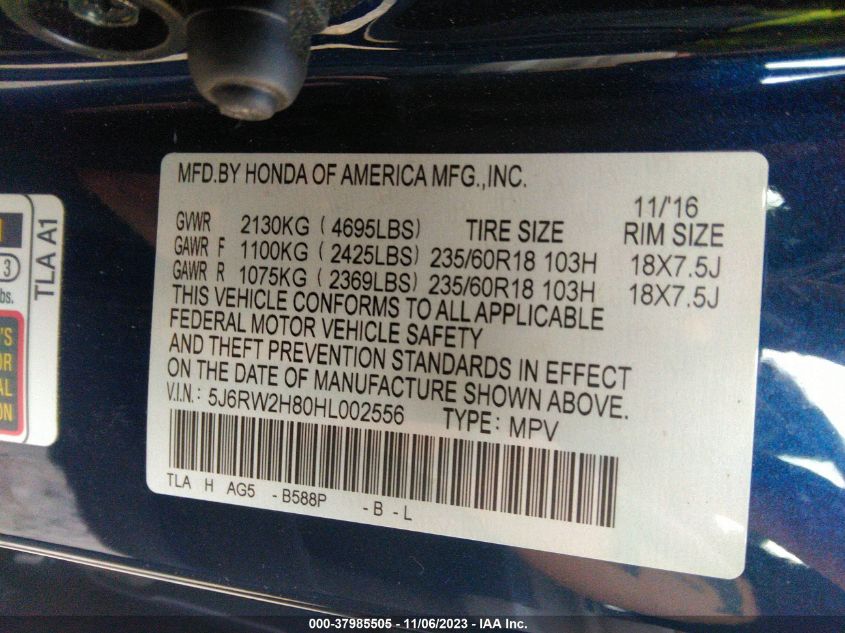 MFD.BY HONDA OF AMERICA MFG.,INC.
11/'16
GVWR 2130KG (4695LBS) TIRE SIZE RIM SIZE
GAWR F 1100KG (2425LBS) 235/60R18 103H 18X7.5J
GAWR R 1075KG (2369LBS) 235/60R18 103H 18X7.5J
THIS VEHICLE CONFORMS TO ALL APPLICABLE
FEDERAL MOTOR VEHICLE SAFETY
AND THEFT PREVENTION STANDARDS IN EFFECT
ON THE DATE OF MANUFACTURE SHOWN ABOVE.
V.I.N.: 5J6RW2H80HL002556 TYPE: MPV
TLA H AG5 -B588P -B-L
TLA A1
3
lbs.
000-37985505 - 11/06/2023 - IAA Inc.